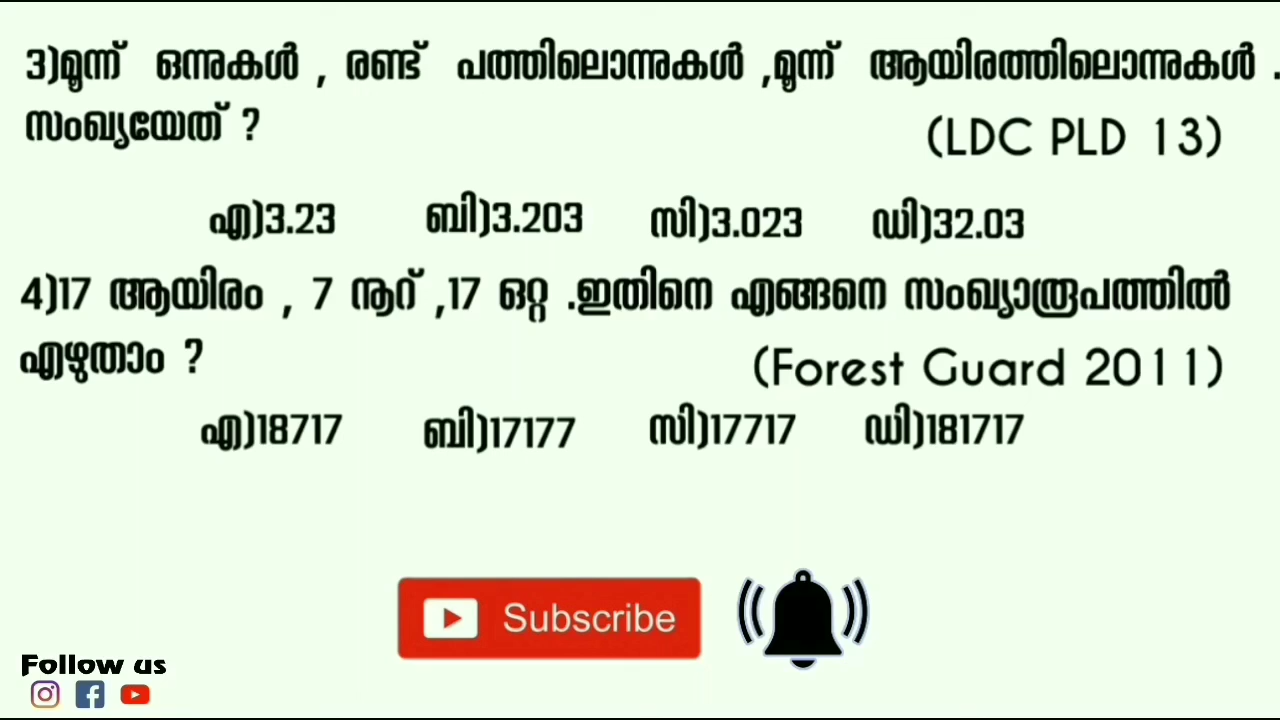 3)മൂന്ന് ഒന്നുകൾ , രണ്ട് പത്തിലൊന്നുകൾ ,മൂന്ന് ആയിരത്തിലൊന്നുകൾ .
സംഖ്യയേത് ?
(LDC PLD 13)
എ)3.23 ബി)3.203 സി)3.023 ഡി)32.03
4)17 ആയിരം , 7 നൂറ് ,17 ഒറ്റ .ഇതിനെ എങ്ങനെ സംഖ്യാരൂപത്തിൽ
എഴുതാം ?
(Forest Guard 2011)
എ)18717 ബി)17177 സി)17717 ഡി)181717
Subscribe
Follow us